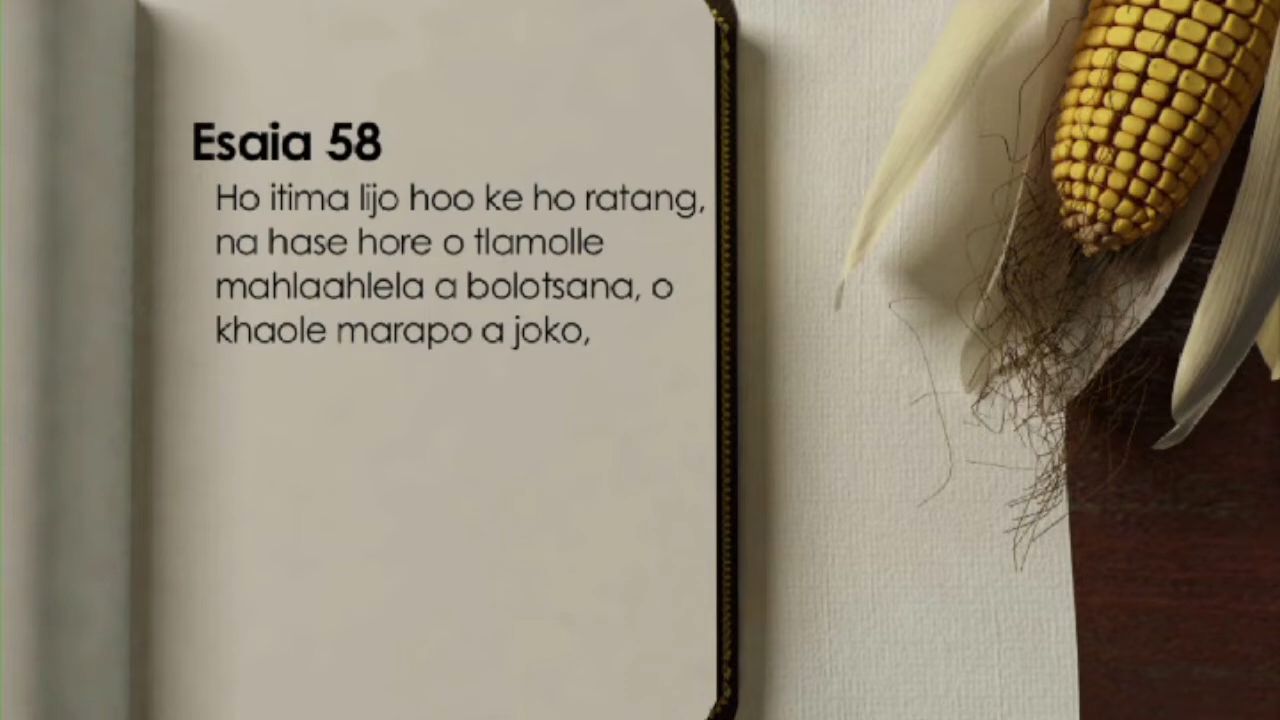 Esaia 58
Ho itima lijo hoo ke ho ratang,
na hase hore o tlamolle
mahlaahlela a bolotsana, o
khaole marapo a joko,